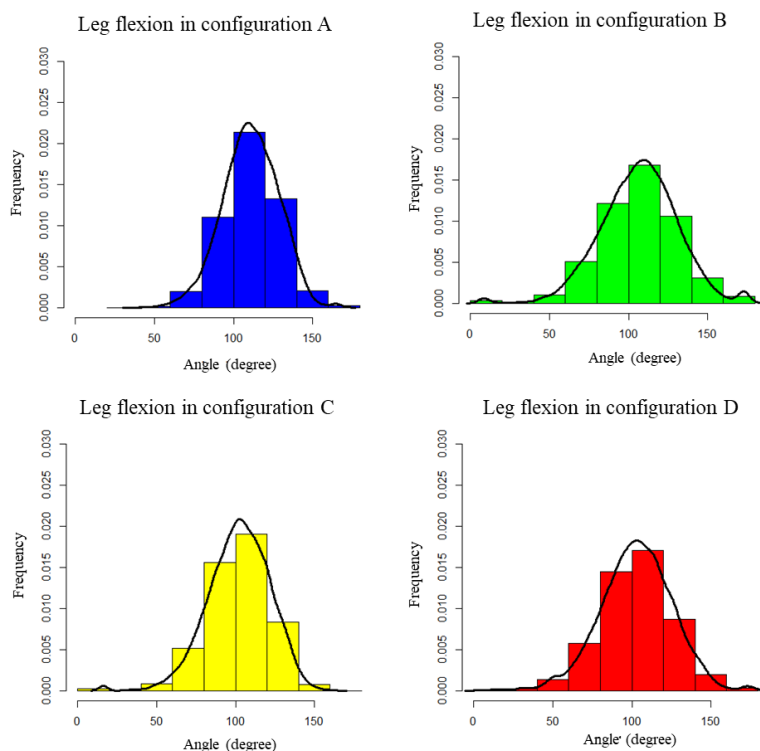 Leg flexion in configuration A
Frequency
0.000 0.005 0.010 0.015 0.020 0.025 0.030
0 50 100 150
Angle (degree)
Leg flexion in configuration B
Frequency
0.000 0.005 0.010 0.015 0.020 0.025 0.030
0 50 100 150
Angle (degree)
Leg flexion in configuration C
Frequency
0.000 0.005 0.010 0.015 0.020 0.025 0.030
0 50 100 150
Angle (degree)
Leg flexion in configuration D
Frequency
0.000 0.005 0.010 0.015 0.020 0.025 0.030
0 50 100 150
Angle (degree)